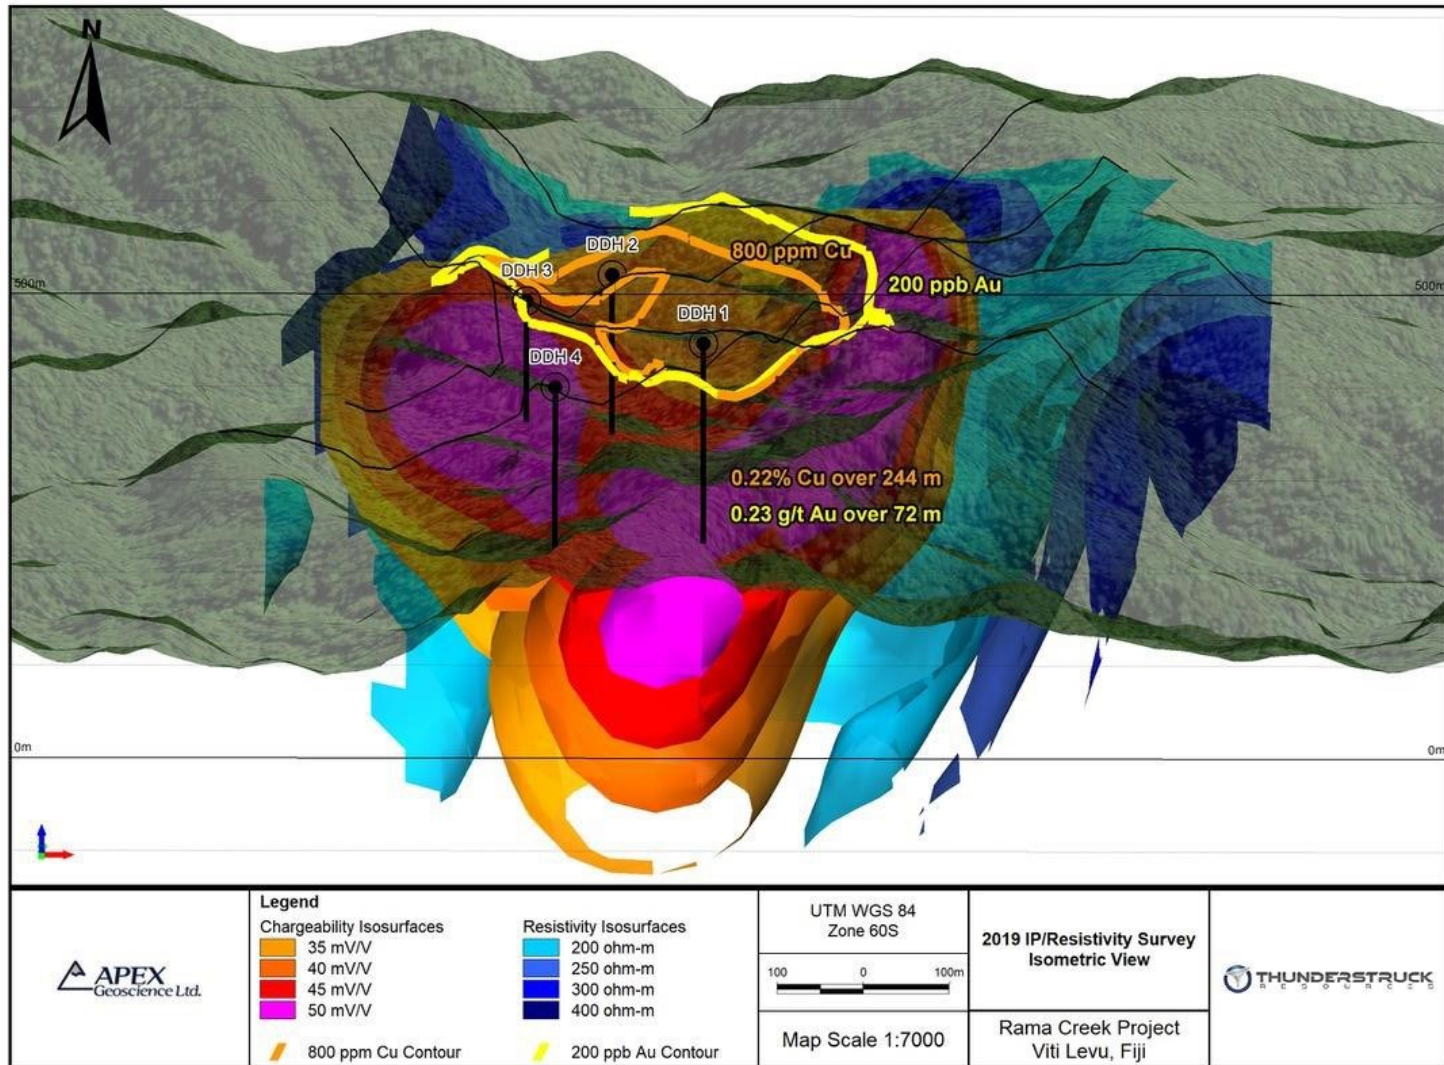 N
800 ppm Cu
DDH 2
DDH 3
200 ppb Au
500m
500m
DDH 1
DDH 4
0.22% Cu over 244 m
0.23 g/t Au over 72 m
0m
0m
APEX
Geoscience Ltd.
Legend
Chargeability Isosurfaces
35 mV/V
40 mV/V
45 mV/V
50 mV/V
800 ppm Cu Contour
Resistivity Isosurfaces
200 ohm-m
250 ohm-m
300 ohm-m
400 ohm-m
200 ppb Au Contour
UTM WGS 84
Zone 60S
100 0 100m
Map Scale 1:7000
2019 IP/Resistivity Survey
Isometric View
Rama Creek Project
Viti Levu, Fiji
THUNDERSTRUCK
RESOURCES